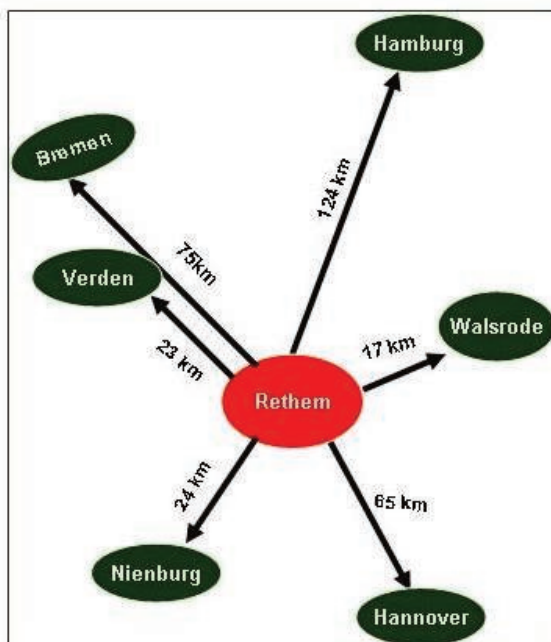 Hamburg
Bremen
124 km
75km
Verden
Walsrode
17 km
23 km
Rethem
24 km
65 km
Nienburg
Hannover